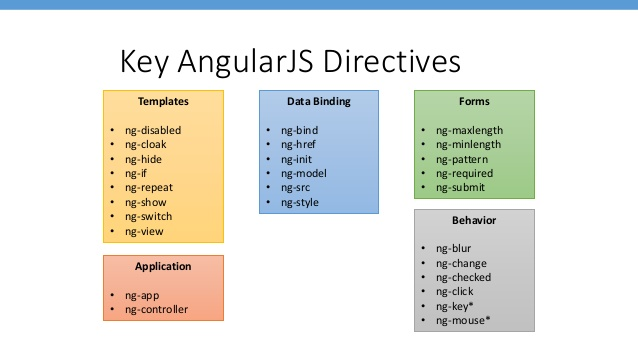 Key AngularJS Directives
Templates
• ng-disabled
• ng-cloak
• ng-hide
• ng-if
• ng-repeat
• ng-show
• ng-switch
• ng-view
Application
• ng-app
• ng-controller
Data Binding
• ng-bind
• ng-href
• ng-init
• ng-model
• ng-src
• ng-style
Forms
• ng-maxlength
• ng-minlength
• ng-pattern
• ng-required
• ng-submit
Behavior
• ng-blur
• ng-change
• ng-checked
• ng-click
• ng-key*
• ng-mouse*